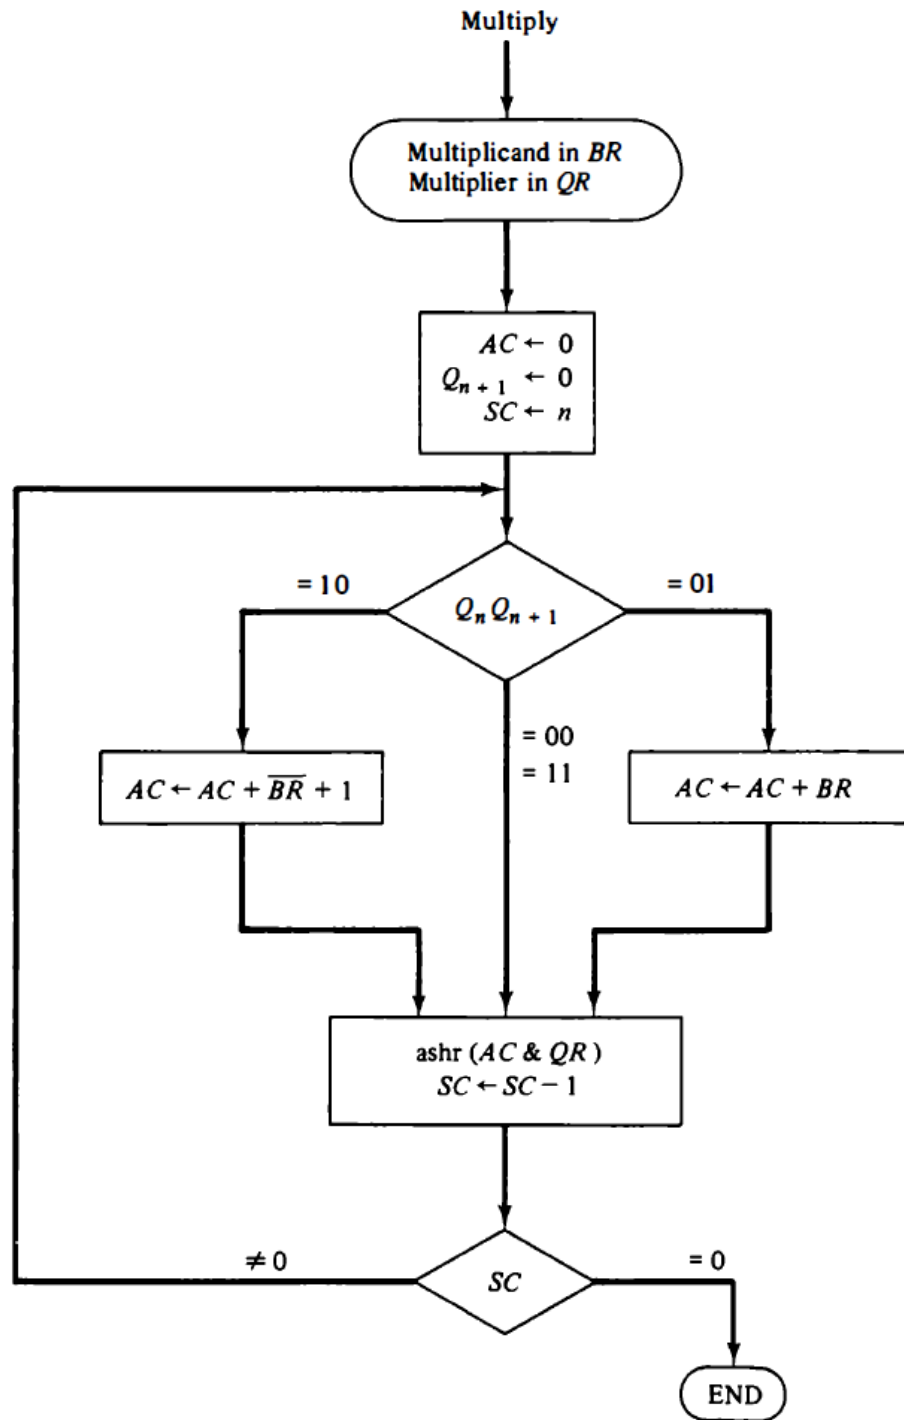 Multiply
Multiplicand in BR
Multiplier in QR
AC ← 0
Qₙ ₊ ₁ ← 0
SC ← n
= 10
QₙQₙ ₊ ₁
= 01
= 00
= 11
AC ← AC + B̅R̅ + 1
AC ← AC + BR
ashr (AC & QR)
SC ← SC − 1
≠ 0
SC
= 0
END